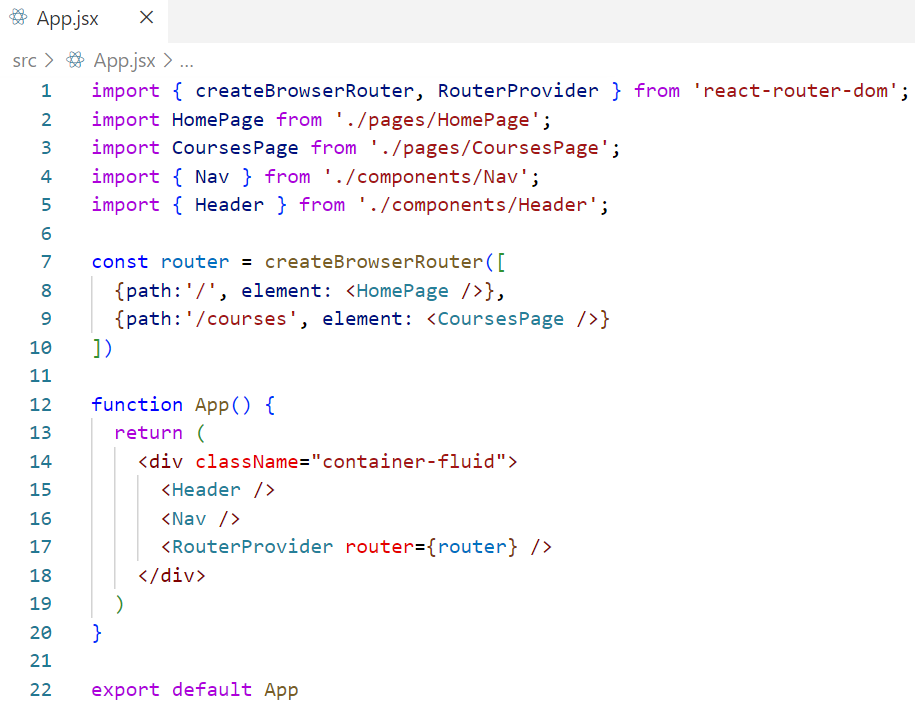 App.jsx ×
src > App.jsx > ...
1 import { createBrowserRouter, RouterProvider } from 'react-router-dom';
2 import HomePage from './pages/HomePage';
3 import CoursesPage from './pages/CoursesPage';
4 import { Nav } from './components/Nav';
5 import { Header } from './components/Header';
6
7 const router = createBrowserRouter([
8   {path:'/', element: <HomePage />},
9   {path:'/courses', element: <CoursesPage />}
10 ])
11
12 function App() {
13   return (
14     <div className="container-fluid">
15       <Header />
16       <Nav />
17       <RouterProvider router={router} />
18     </div>
19   )
20 }
21
22 export default App